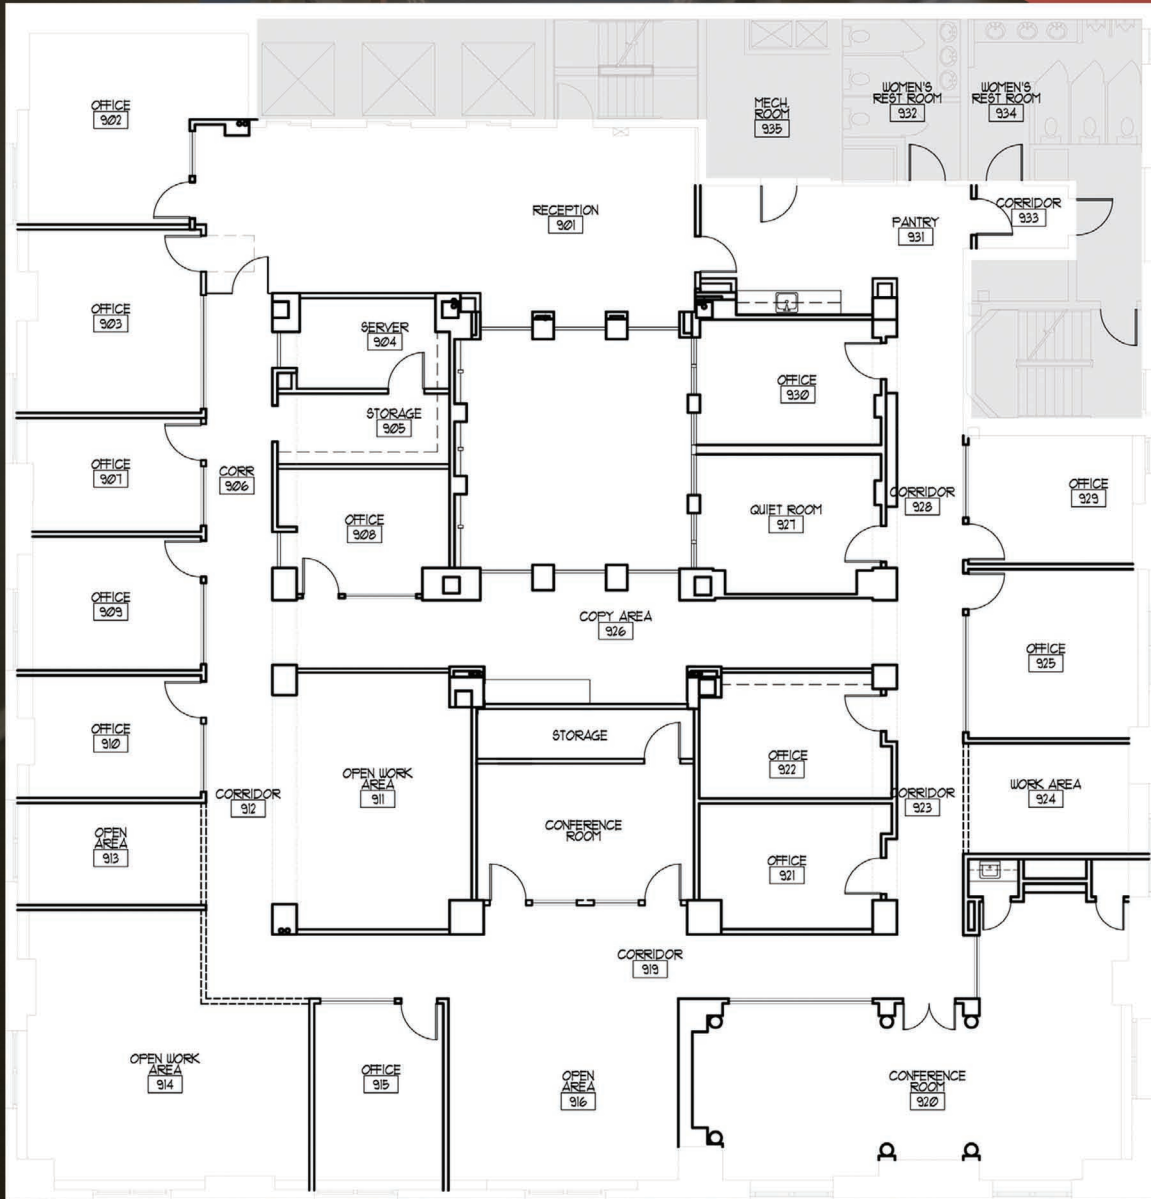 OFFICE
902
MECH.
ROOM
935
WOMEN'S
REST ROOM
932
WOMEN'S
REST ROOM
934
RECEPTION
901
PANTRY
931
CORRIDOR
933
OFFICE
903
SERVER
904
STORAGE
905
OFFICE
930
OFFICE
907
CORR
906
OFFICE
908
QUIET ROOM
927
CORRIDOR
928
OFFICE
929
OFFICE
909
COPY AREA
926
OFFICE
925
OFFICE
910
STORAGE
OFFICE
922
OPEN WORK
AREA
911
CORRIDOR
912
CORRIDOR
923
WORK AREA
924
OPEN
AREA
913
CONFERENCE
ROOM
OFFICE
921
CORRIDOR
919
OPEN WORK
AREA
914
OFFICE
915
OPEN
AREA
916
CONFERENCE
ROOM
920